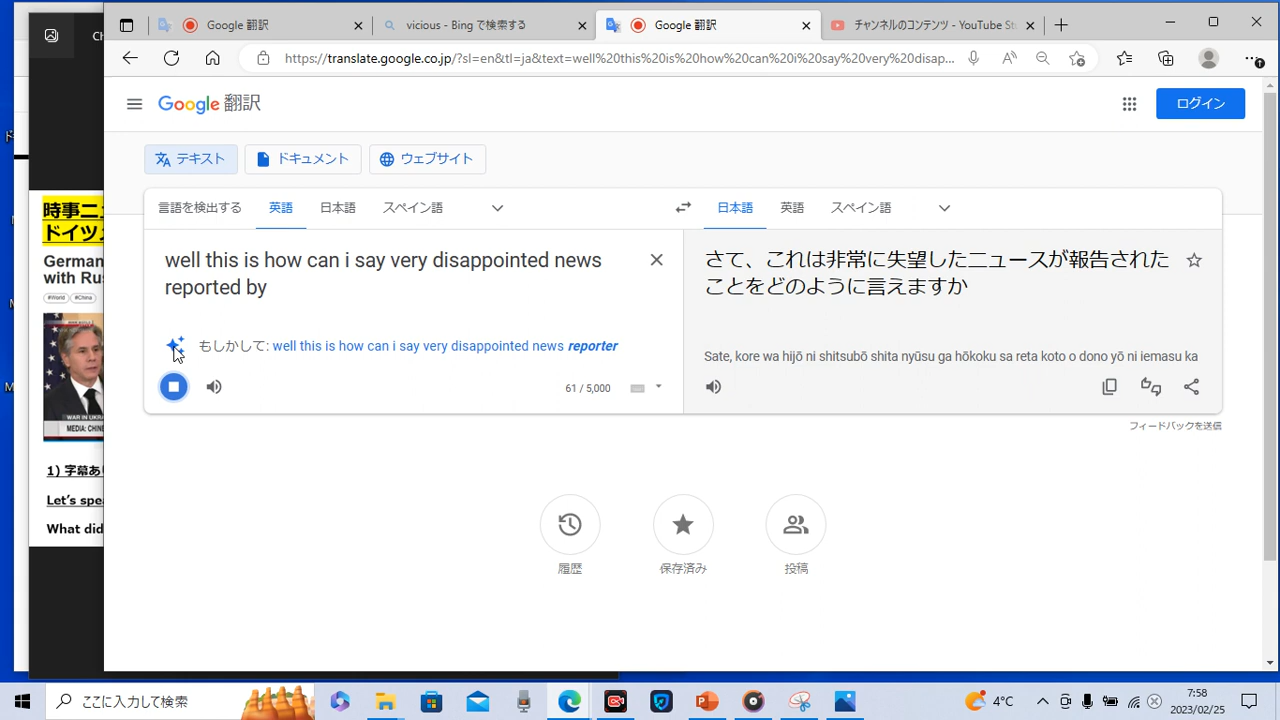 Google 翻訳
vicious - Bing で検索する
Google 翻訳
チャンネルのコンテンツ - YouTube St
https://translate.google.co.jp/?sl=en&tl=ja&text=well%20this%20is%20how%20can%20i%20say%20very%20disap...
Google 翻訳
ログイン
テキスト
ドキュメント
ウェブサイト
言語を検出する
英語
日本語
スペイン語
日本語
英語
スペイン語
well this is how can i say very disappointed news
reported by
さて、これは非常に失望したニュースが報告された
ことをどのように言えますか
もしかして: well this is how can i say very disappointed news reporter
Sate, kore wa hijō ni shitsubō shita nyūsu ga hōkoku sa reta koto o dono yō ni iemasu ka
61 / 5,000
フィードバックを送信
履歴
保存済み
投稿
Ch
時事ニュ
ドイツメ
German
with Rus
#World
#China
WAR IN UKRA
MEDIA: CHINE
1) 字幕あ
Let's spe
What did
ここに入力して検索
4°C
7:58
2023/02/25